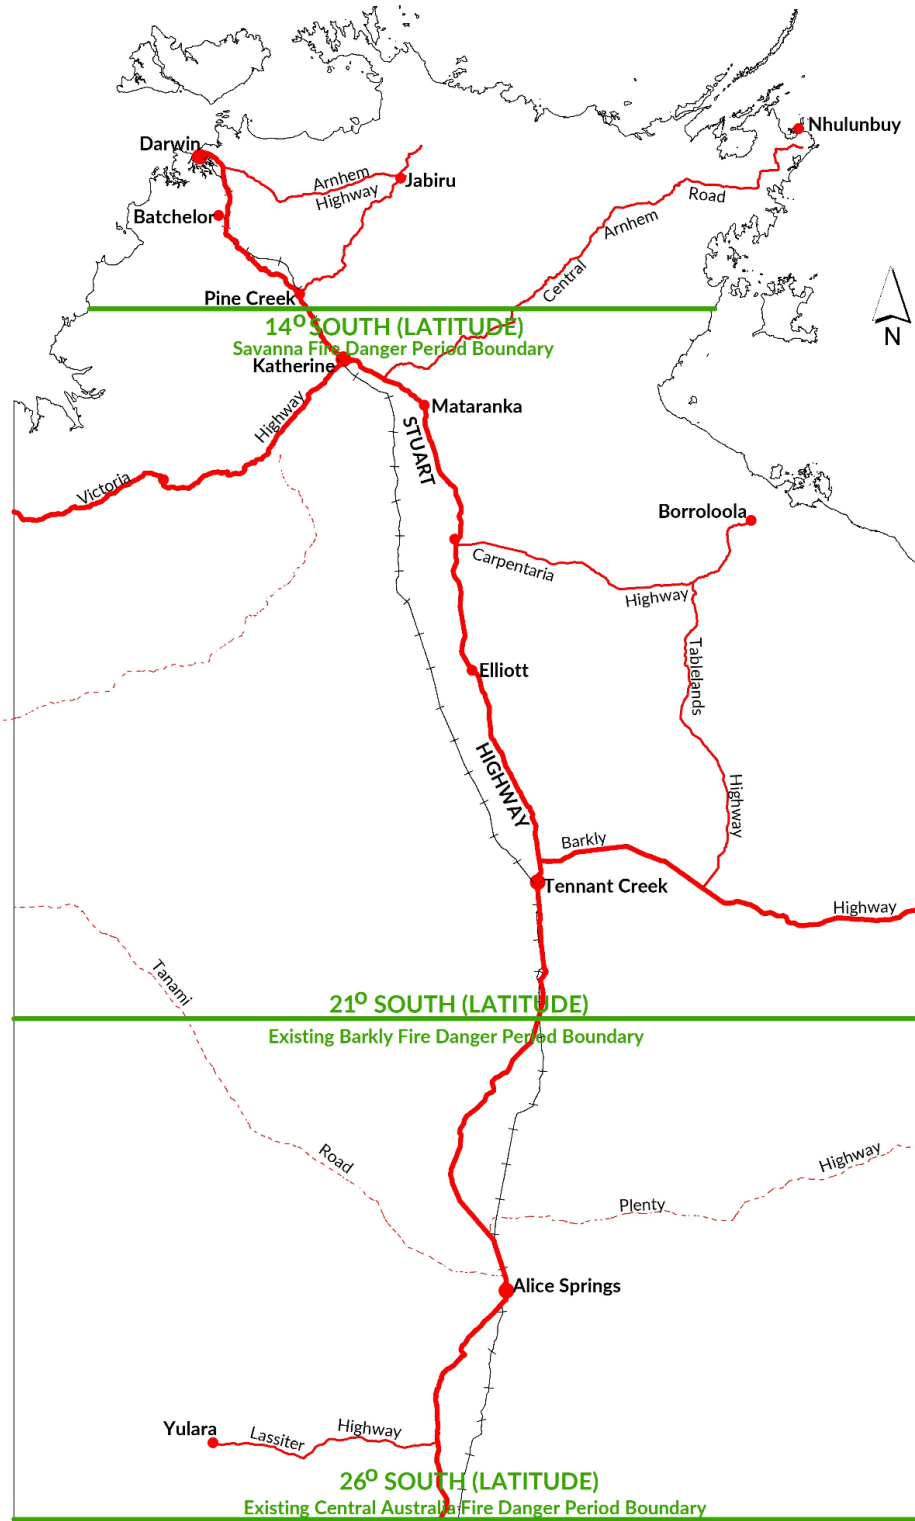 Nhulunbuy
Darwin
Arnhem
Highway
Jabiru
Road
Batchelor
Arnhem
Central
Pine Creek
14º SOUTH (LATITUDE)
Savanna Fire Danger Period Boundary
N
Katherine
Mataranka
Highway
STUART
Victoria
Borroloola
Carpentaria
Highway
Tablelands
Elliott
HIGHWAY
Highway
Barkly
Tennant Creek
Highway
Tanami
21º SOUTH (LATITUDE)
Existing Barkly Fire Danger Period Boundary
Road
Highway
Plenty
Alice Springs
Yulara
Lassiter
Highway
26º SOUTH (LATITUDE)
Existing Central Australia Fire Danger Period Boundary